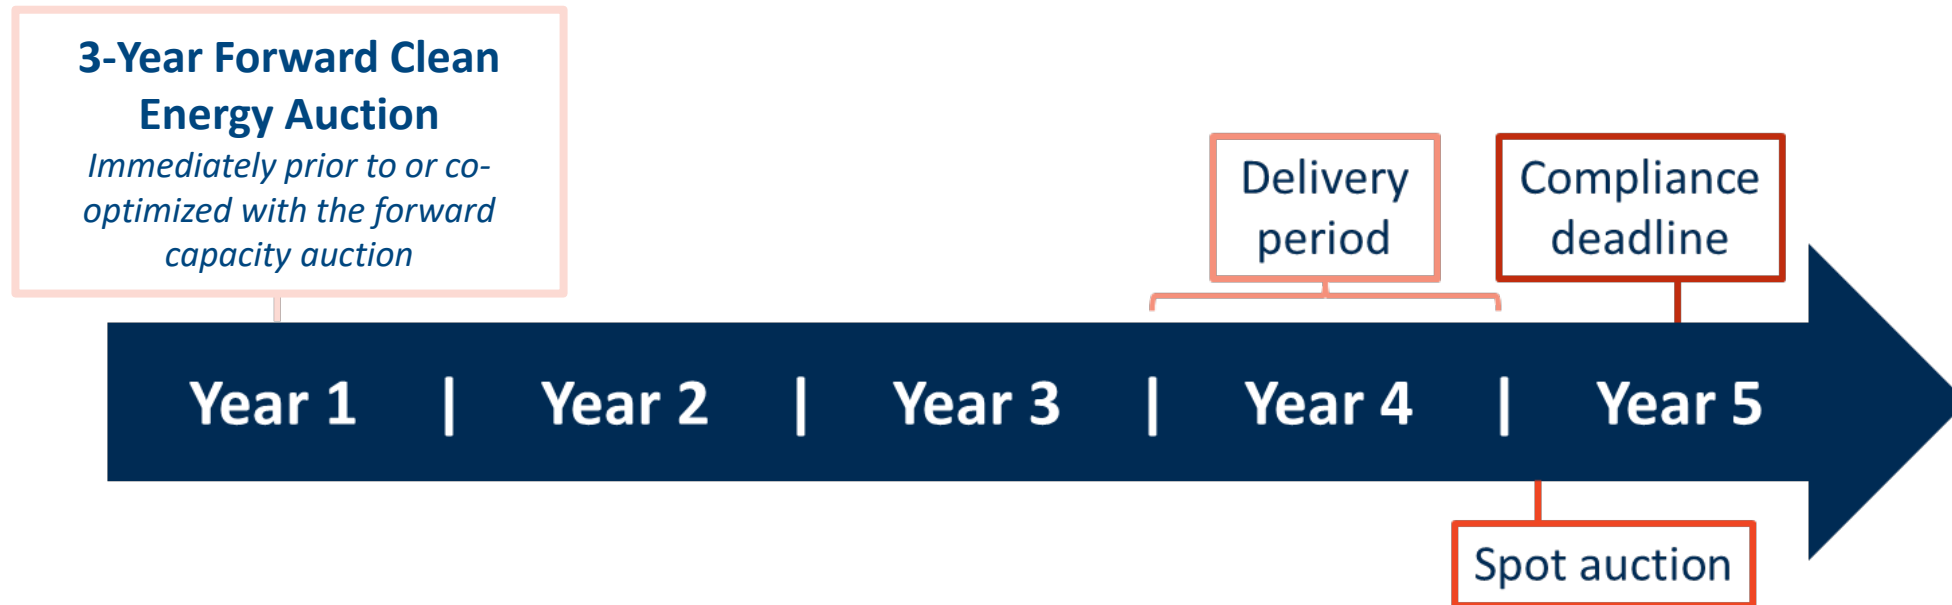 3-Year Forward Clean
Energy Auction
Immediately prior to or co-
optimized with the forward
capacity auction
Delivery
period
Compliance
deadline
Year 1 | Year 2 | Year 3 | Year 4 | Year 5
Spot auction